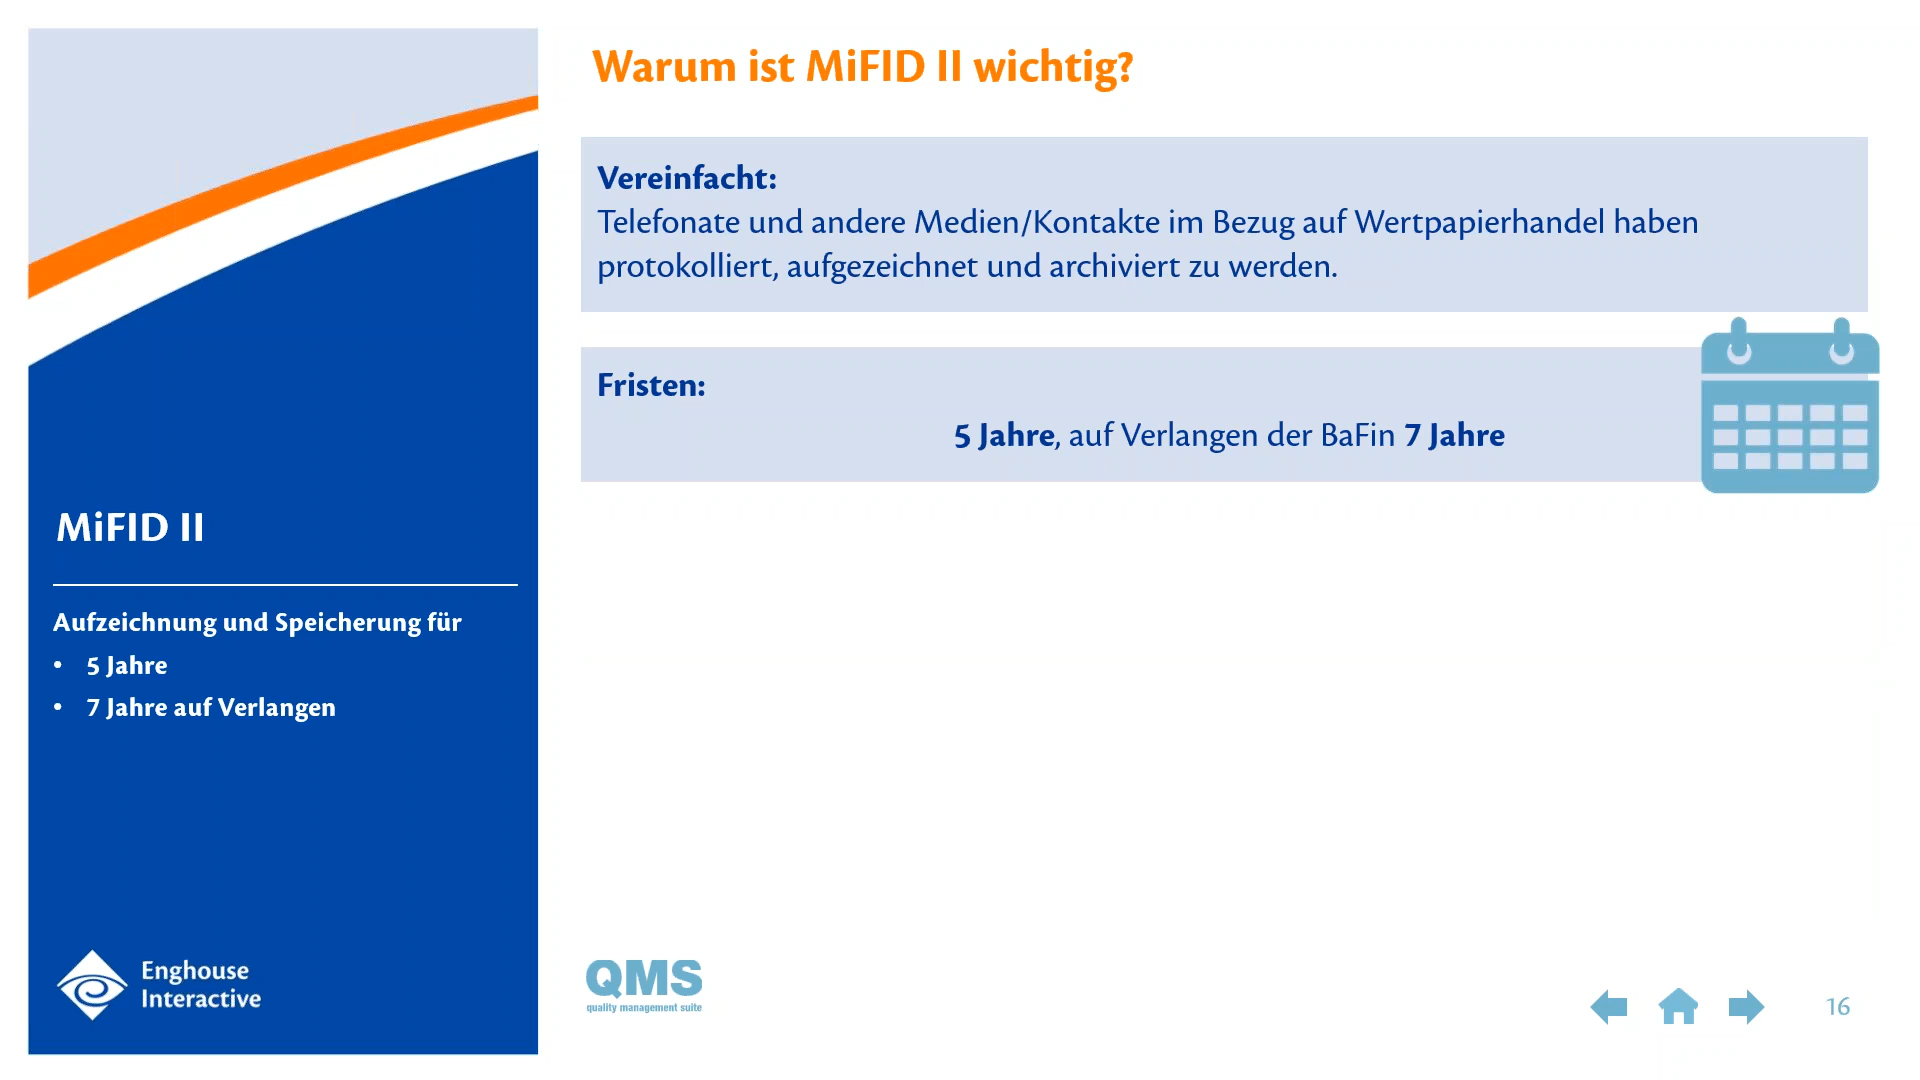 Warum ist MiFID II wichtig?
Vereinfacht:
Telefonate und andere Medien/Kontakte im Bezug auf Wertpapierhandel haben
protokolliert, aufgezeichnet und archiviert zu werden.
Fristen:
5 Jahre, auf Verlangen der BaFin 7 Jahre
MiFID II
Aufzeichnung und Speicherung für
• 5 Jahre
• 7 Jahre auf Verlangen
Enghouse
Interactive
QMS
quality management suite
16